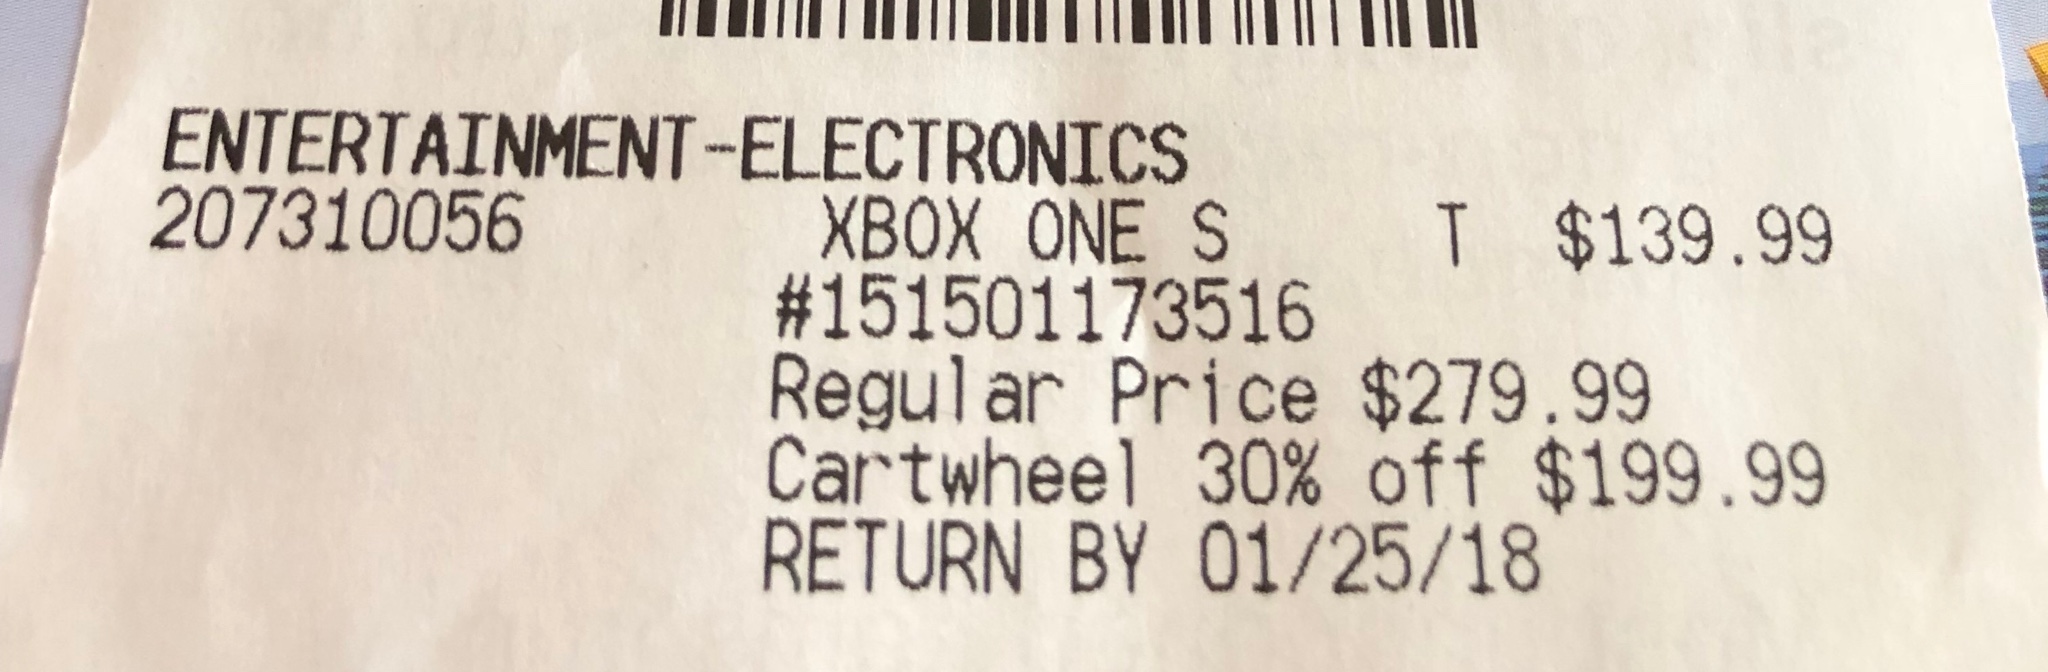 ENTERTAINMENT-ELECTRONICS
207310056 XBOX ONE S T $139.99
#151501173516
Regular Price $279.99
Cartwheel 30% off $199.99
RETURN BY 01/25/18